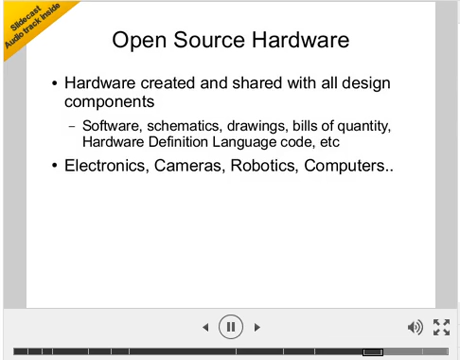 Slidecast
Audio track inside
Open Source Hardware
• Hardware created and shared with all design
components
– Software, schematics, drawings, bills of quantity,
Hardware Definition Language code, etc
• Electronics, Cameras, Robotics, Computers..